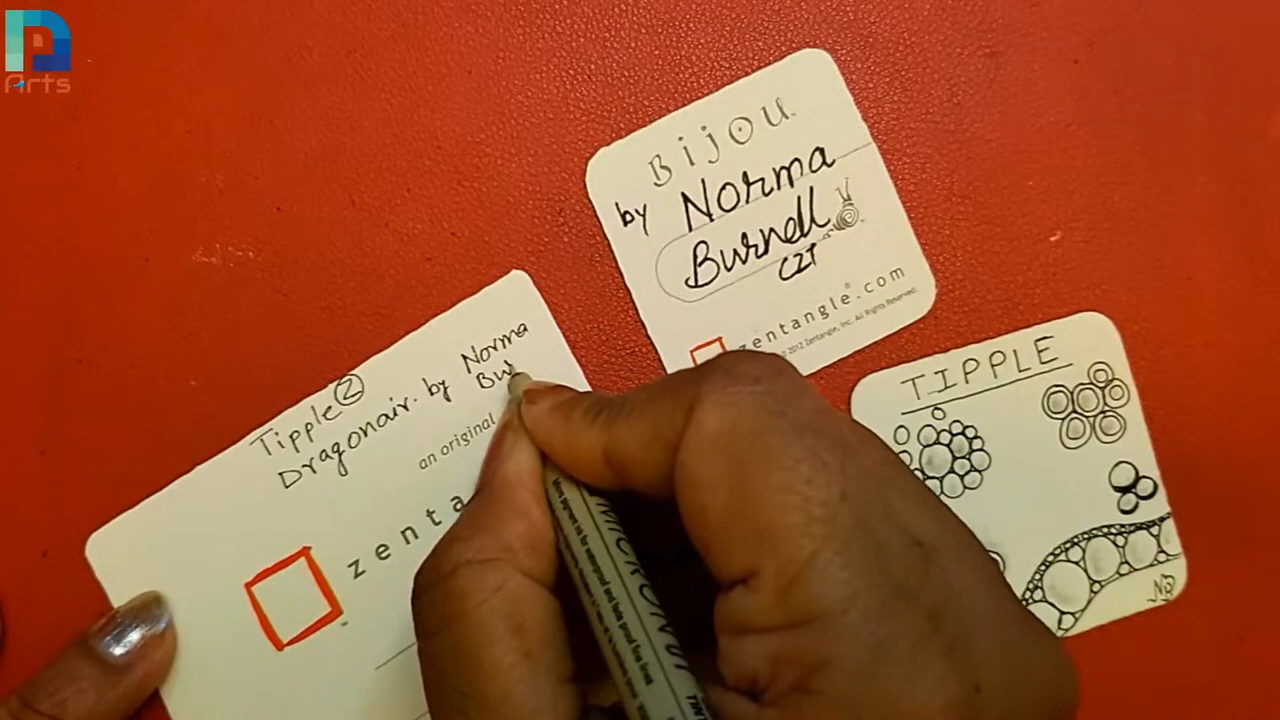 Arts
Bijou
by Norma
Burnell
CZT
zentangle.com
© 2012 Zentangle, Inc. All Rights Reserved.
Tipple ②
Dragonair. by Norma
Bur
an original
zenta
TIPPLE
MICRON